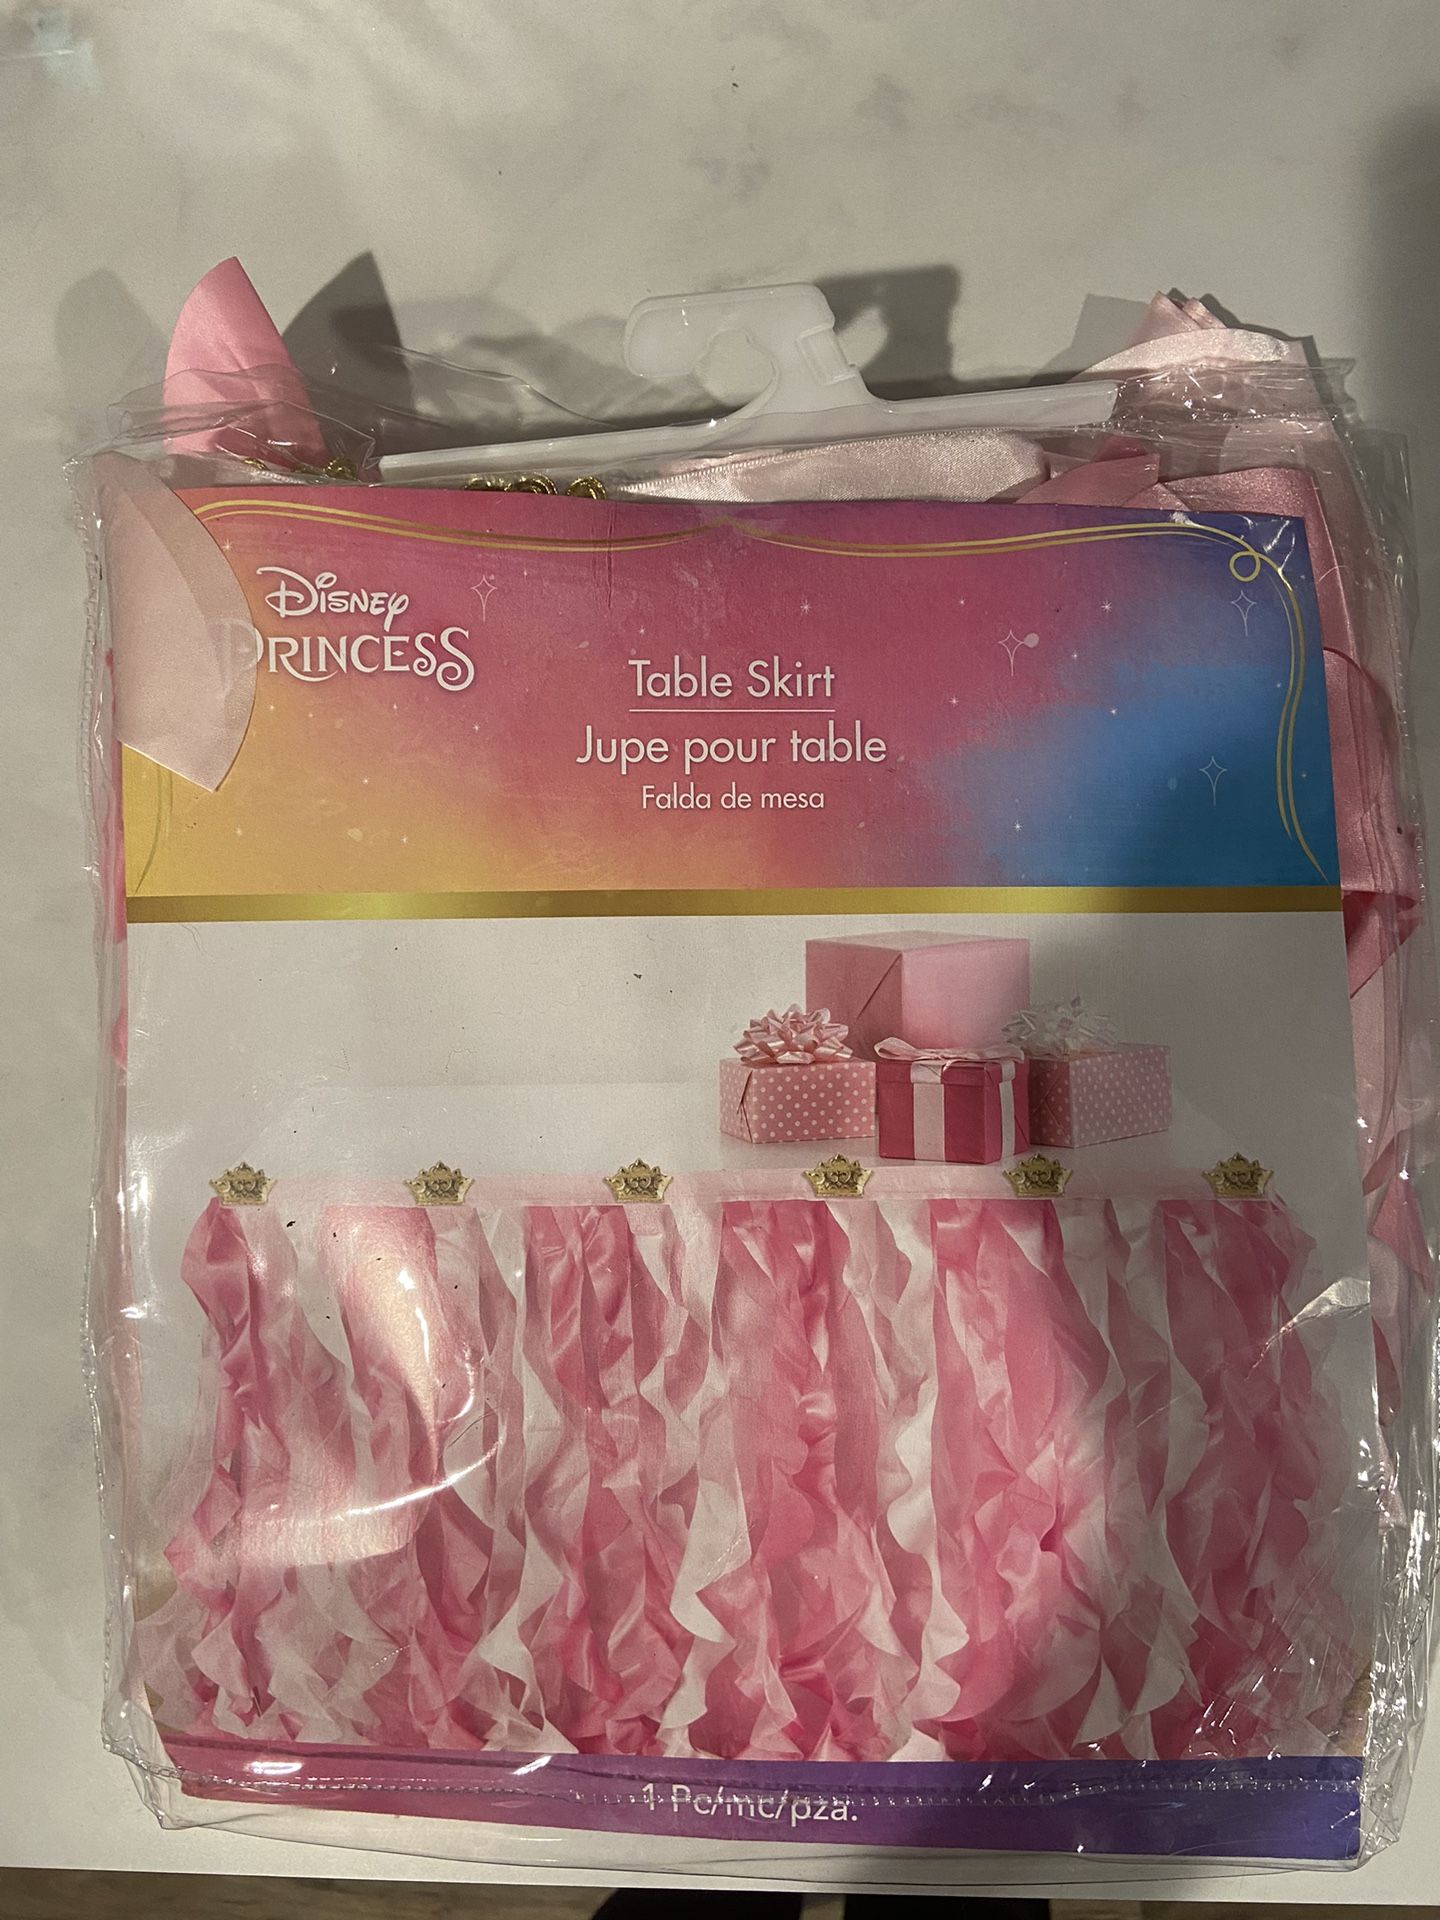 Disney
PRINCESS
Table Skirt
Jupe pour table
Falda de mesa
1 Pc/mc/pza.